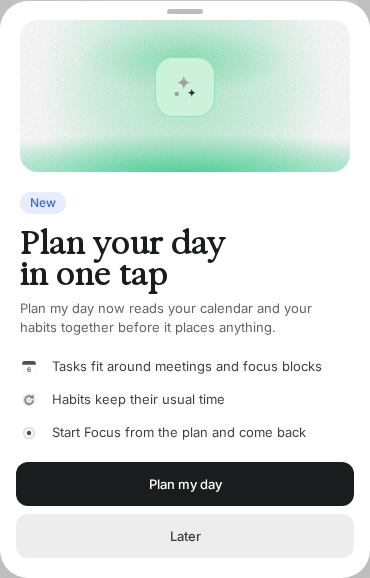 New
Plan your day
in one tap
Plan my day now reads your calendar and your
habits together before it places anything.
6
Tasks fit around meetings and focus blocks
Habits keep their usual time
Start Focus from the plan and come back
Plan my day
Later